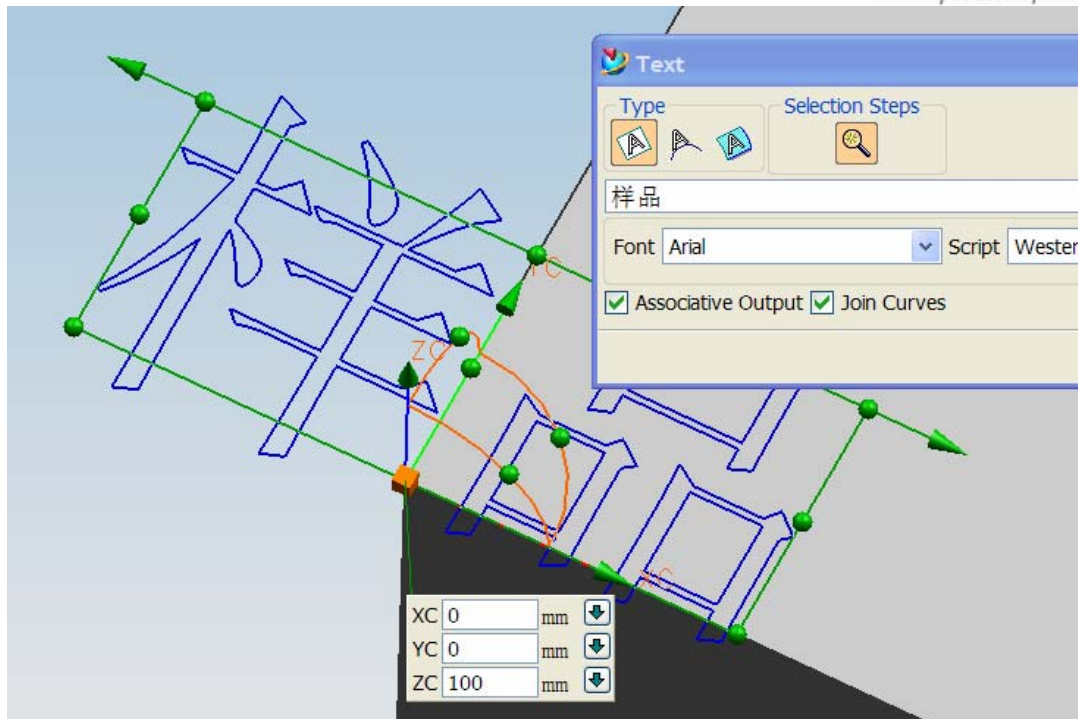 Text
Type
Selection Steps
样品
Font Arial Script Wester
Associative Output Join Curves
样品
YC
ZC
XC
XC 0 mm
YC 0 mm
ZC 100 mm